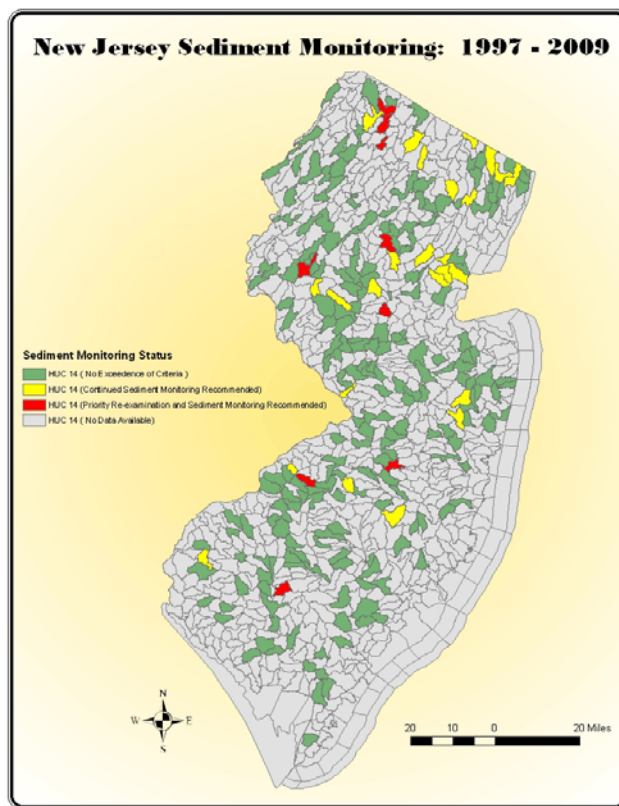 New Jersey Sediment Monitoring: 1997 - 2009
Sediment Monitoring Status
HUC 14 ( No Exceedence of Criteria )
HUC 14 (Continued Sediment Monitoring Recommended)
HUC 14 (Priority Re-examination and Sediment Monitoring Recommended)
HUC 14 ( No Data Available)
N
W E
S
20 10 0 20 Miles